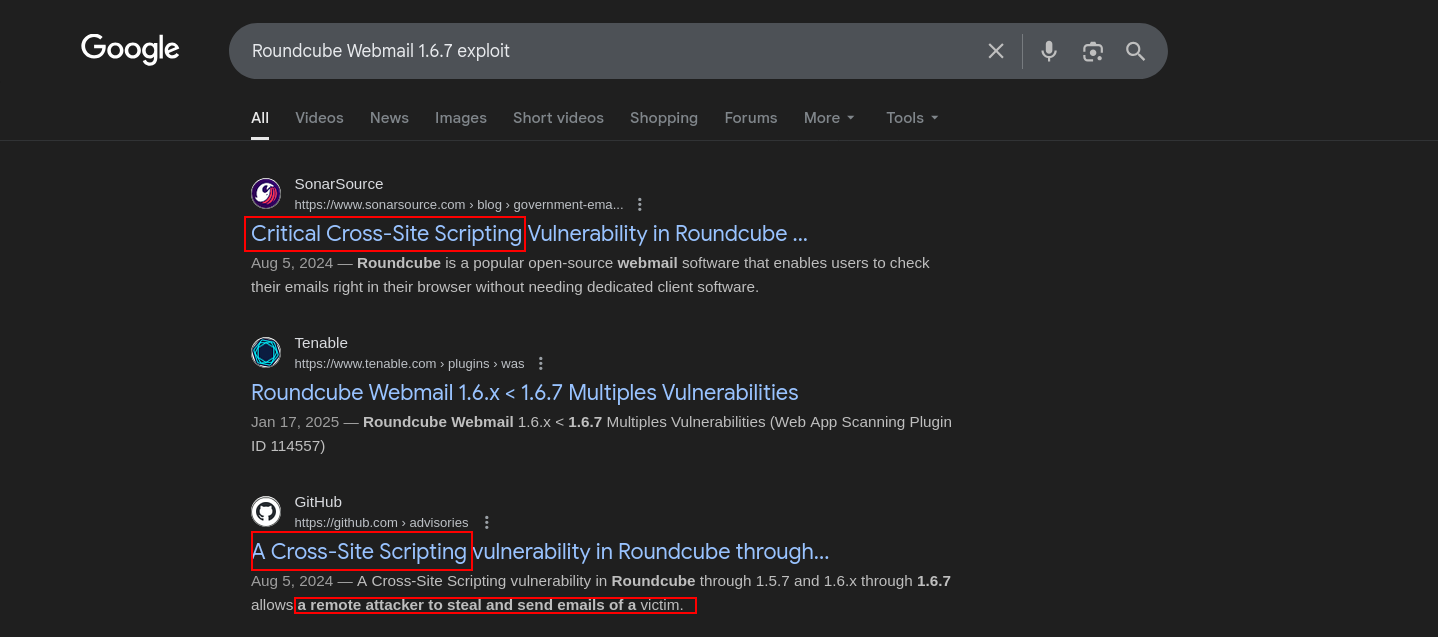 Google
Roundcube Webmail 1.6.7 exploit
All Videos News Images Short videos Shopping Forums More Tools
SonarSource
https://www.sonarsource.com › blog › government-ema...
Critical Cross-Site Scripting Vulnerability in Roundcube ...
Aug 5, 2024 — Roundcube is a popular open-source webmail software that enables users to check
their emails right in their browser without needing dedicated client software.
Tenable
https://www.tenable.com › plugins › was
Roundcube Webmail 1.6.x < 1.6.7 Multiples Vulnerabilities
Jan 17, 2025 — Roundcube Webmail 1.6.x < 1.6.7 Multiples Vulnerabilities (Web App Scanning Plugin
ID 114557)
GitHub
https://github.com › advisories
A Cross-Site Scripting vulnerability in Roundcube through...
Aug 5, 2024 — A Cross-Site Scripting vulnerability in Roundcube through 1.5.7 and 1.6.x through 1.6.7
allows a remote attacker to steal and send emails of a victim.